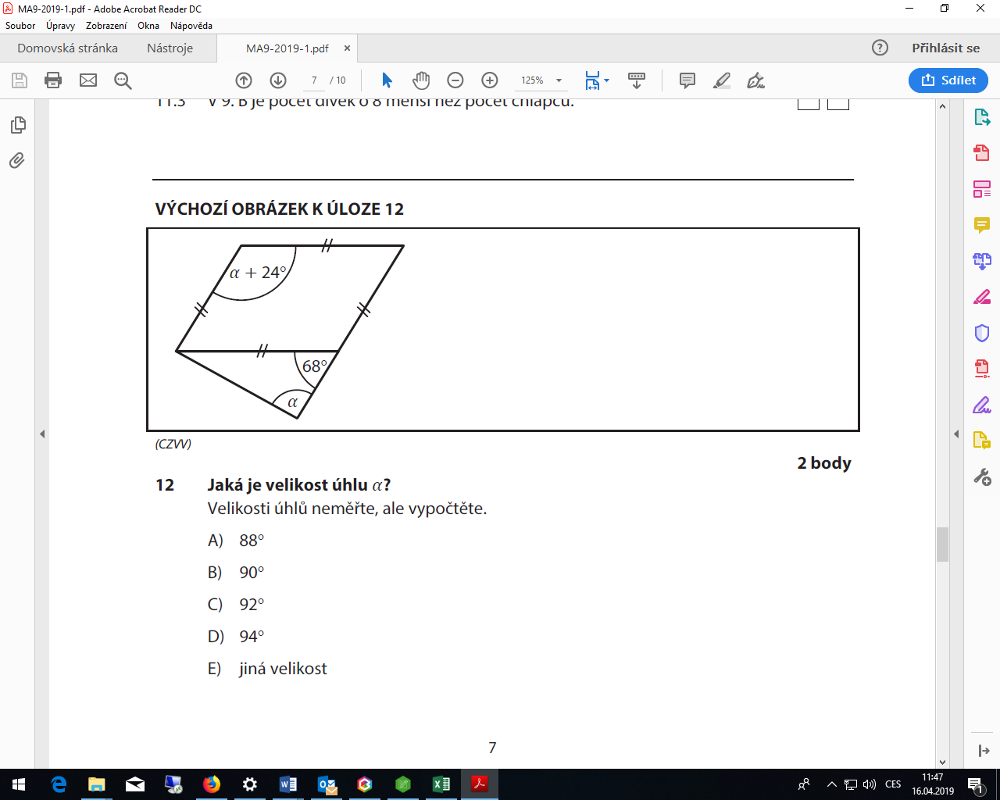 MA9-2019-1.pdf - Adobe Acrobat Reader DC
Soubor Úpravy Zobrazení Okna Nápověda
Domovská stránka Nástroje MA9-2019-1.pdf × ? Přihlásit se
7 / 10 125% Sdílet
11.3 V 9. B je počet dívek o 8 menší než počet chlapců.
VÝCHOZÍ OBRÁZEK K ÚLOZE 12
α + 24°
68°
α
(CZVV)
2 body
12 Jaká je velikost úhlu α?
Velikosti úhlů neměřte, ale vypočtěte.
A) 88°
B) 90°
C) 92°
D) 94°
E) jiná velikost
7
CES 11:47
16.04.2019 1